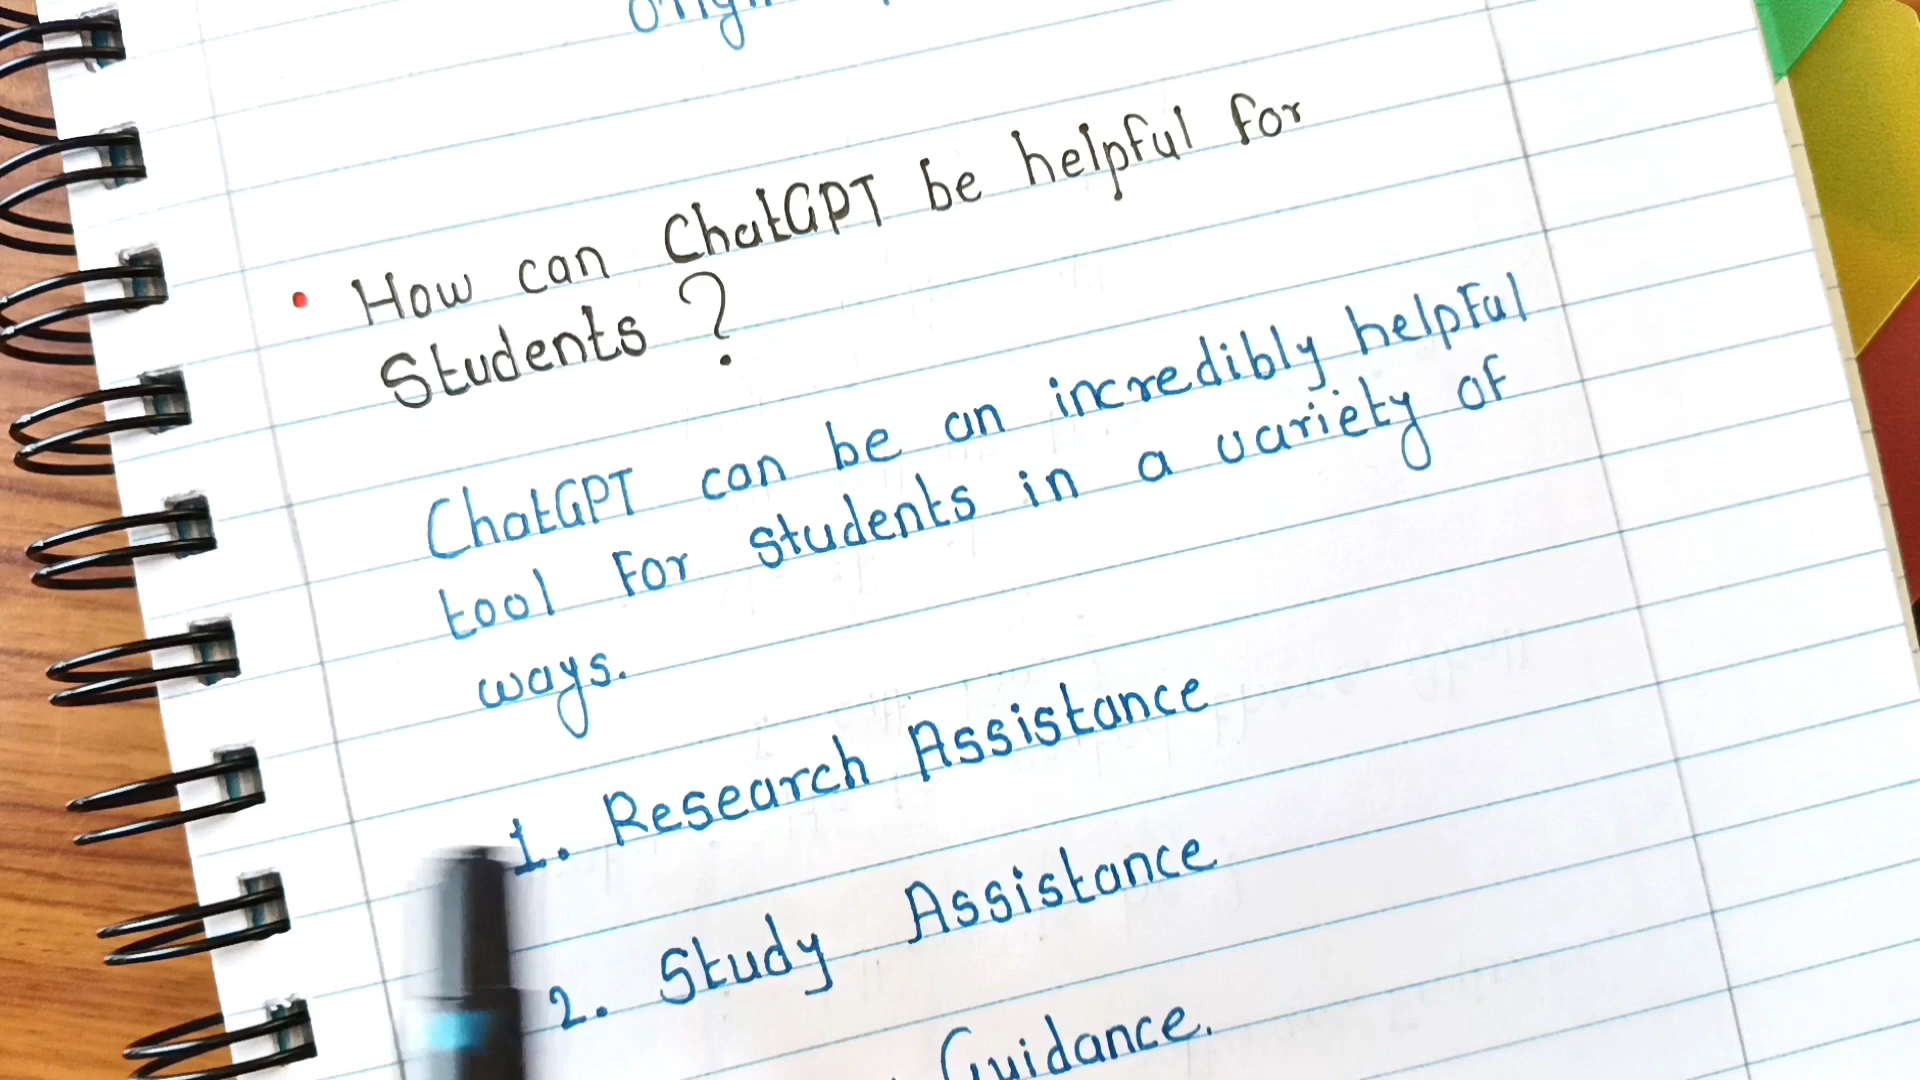 • How can ChatGPT be helpful for
Students ?
ChatGPT can be an incredibly helpful
tool for students in a variety of
ways.
1. Research Assistance
2. Study Assistance
Guidance.